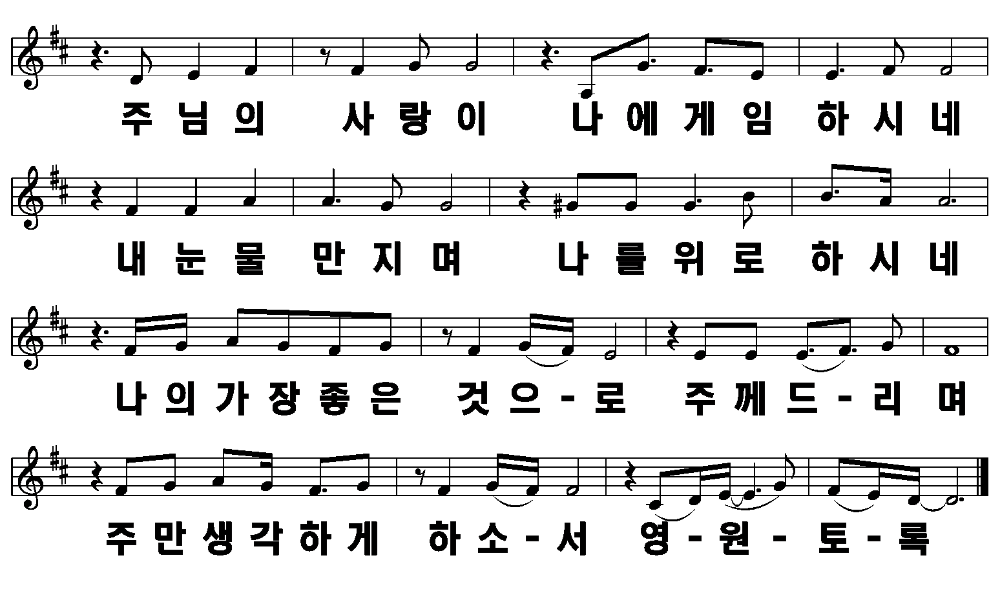 주님의 사랑이 나에게임 하시네
내눈물 만지며 나를위로 하시네
나의가장좋은 것으-로 주께드-리 며
주만생각하게 하소-서 영-원- 토-록